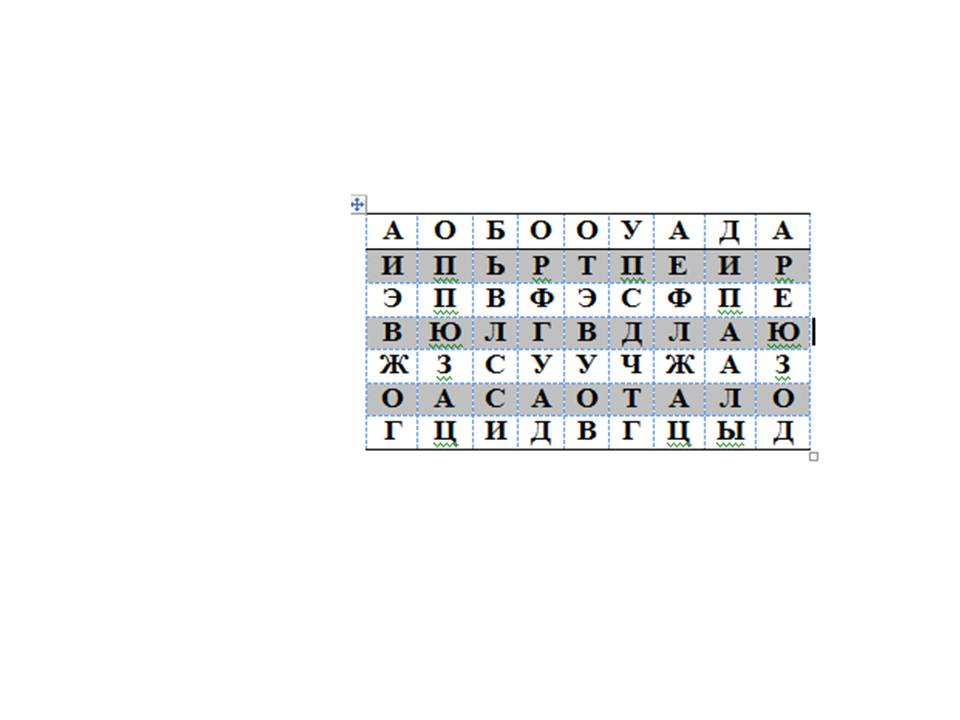 А О Б О О У А Д А
И П Ь Р Т П Е И Р
Э П В Ф Э С Ф П Е
В Ю Л Г В Д Л А Ю
Ж З С У У Ч Ж А З
О А С А О Т А Л О
Г Ц И Д В Г Ц Ы Д